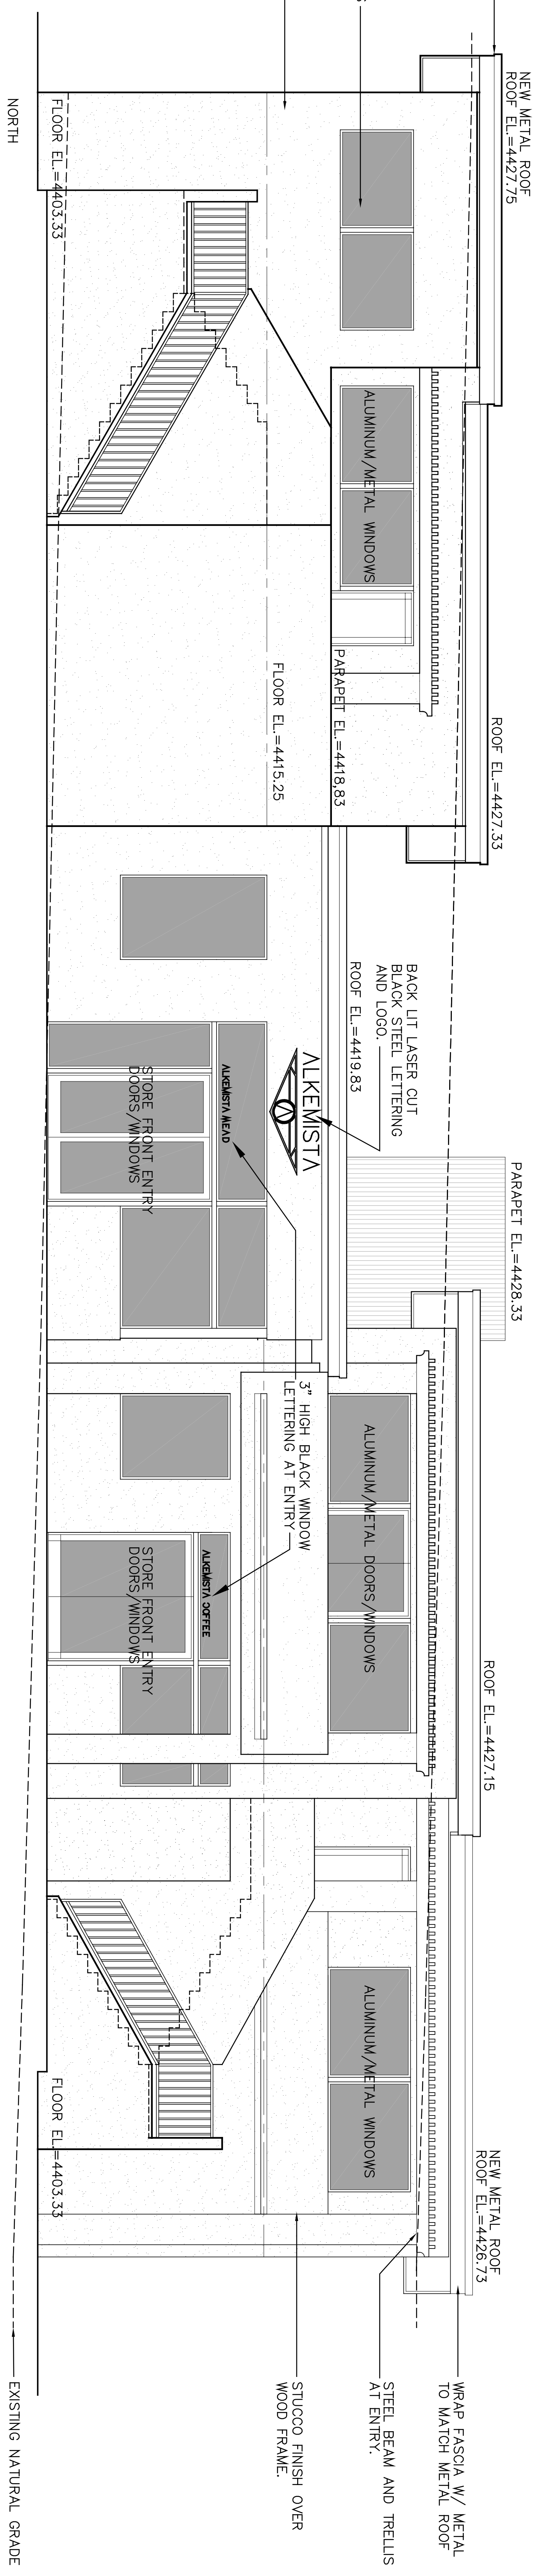 NEW METAL ROOF
ROOF EL.=4427.75
ROOF EL.=4427.33
PARAPET EL.=4428.33
ROOF EL.=4427.15
NEW METAL ROOF
ROOF EL.=4426.73
WRAP FASCIA W/ METAL
TO MATCH METAL ROOF
BACK LIT LASER CUT
BLACK STEEL LETTERING
AND LOGO.
ROOF EL.=4419.83
ALUMINUM/METAL WINDOWS
PARAPET EL.=4418,83
ALUMINUM/METAL DOORS/WINDOWS
ALUMINUM/METAL WINDOWS
STEEL BEAM AND TRELLIS
AT ENTRY.
ALKEMISTA
FLOOR EL.=4415.25
3" HIGH BLACK WINDOW
LETTERING AT ENTRY
STUCCO FINISH OVER
WOOD FRAME.
ALKEMISTA MEAD
ALKEMISTA COFFEE
STORE FRONT ENTRY
DOORS/WINDOWS
STORE FRONT ENTRY
DOORS/WINDOWS
FLOOR EL.=4403.33
FLOOR EL.=4403.33
NORTH
EXISTING NATURAL GRADE